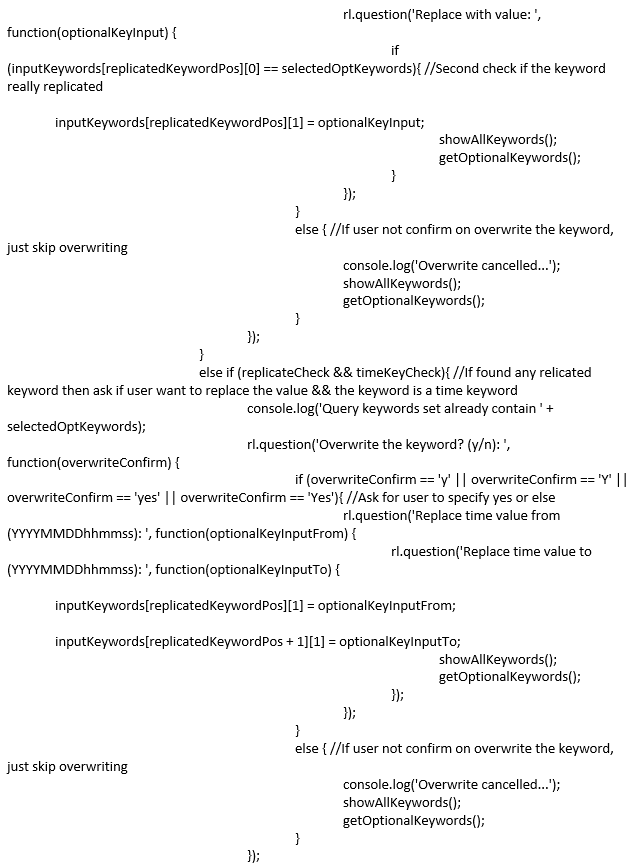 rl.question('Replace with value: ',
function(optionalKeyInput) {
if
(inputKeywords[replicatedKeywordPos][0] == selectedOptKeywords){ //Second check if the keyword
really replicated
inputKeywords[replicatedKeywordPos][1] = optionalKeyInput;
showAllKeywords();
getOptionalKeywords();
}
});
}
else { //If user not confirm on overwrite the keyword,
just skip overwriting
console.log('Overwrite cancelled...');
showAllKeywords();
getOptionalKeywords();
}
});
}
else if (replicateCheck && timeKeyCheck){ //If found any relicated
keyword then ask if user want to replace the value && the keyword is a time keyword
console.log('Query keywords set already contain ' +
selectedOptKeywords);
rl.question('Overwrite the keyword? (y/n): ',
function(overwriteConfirm) {
if (overwriteConfirm == 'y' || overwriteConfirm == 'Y' ||
overwriteConfirm == 'yes' || overwriteConfirm == 'Yes'){ //Ask for user to specify yes or else
rl.question('Replace time value from
(YYYYMMDDhhmmss): ', function(optionalKeyInputFrom) {
rl.question('Replace time value to
(YYYYMMDDhhmmss): ', function(optionalKeyInputTo) {
inputKeywords[replicatedKeywordPos][1] = optionalKeyInputFrom;
inputKeywords[replicatedKeywordPos + 1][1] = optionalKeyInputTo;
showAllKeywords();
getOptionalKeywords();
});
});
}
else { //If user not confirm on overwrite the keyword,
just skip overwriting
console.log('Overwrite cancelled...');
showAllKeywords();
getOptionalKeywords();
}
});